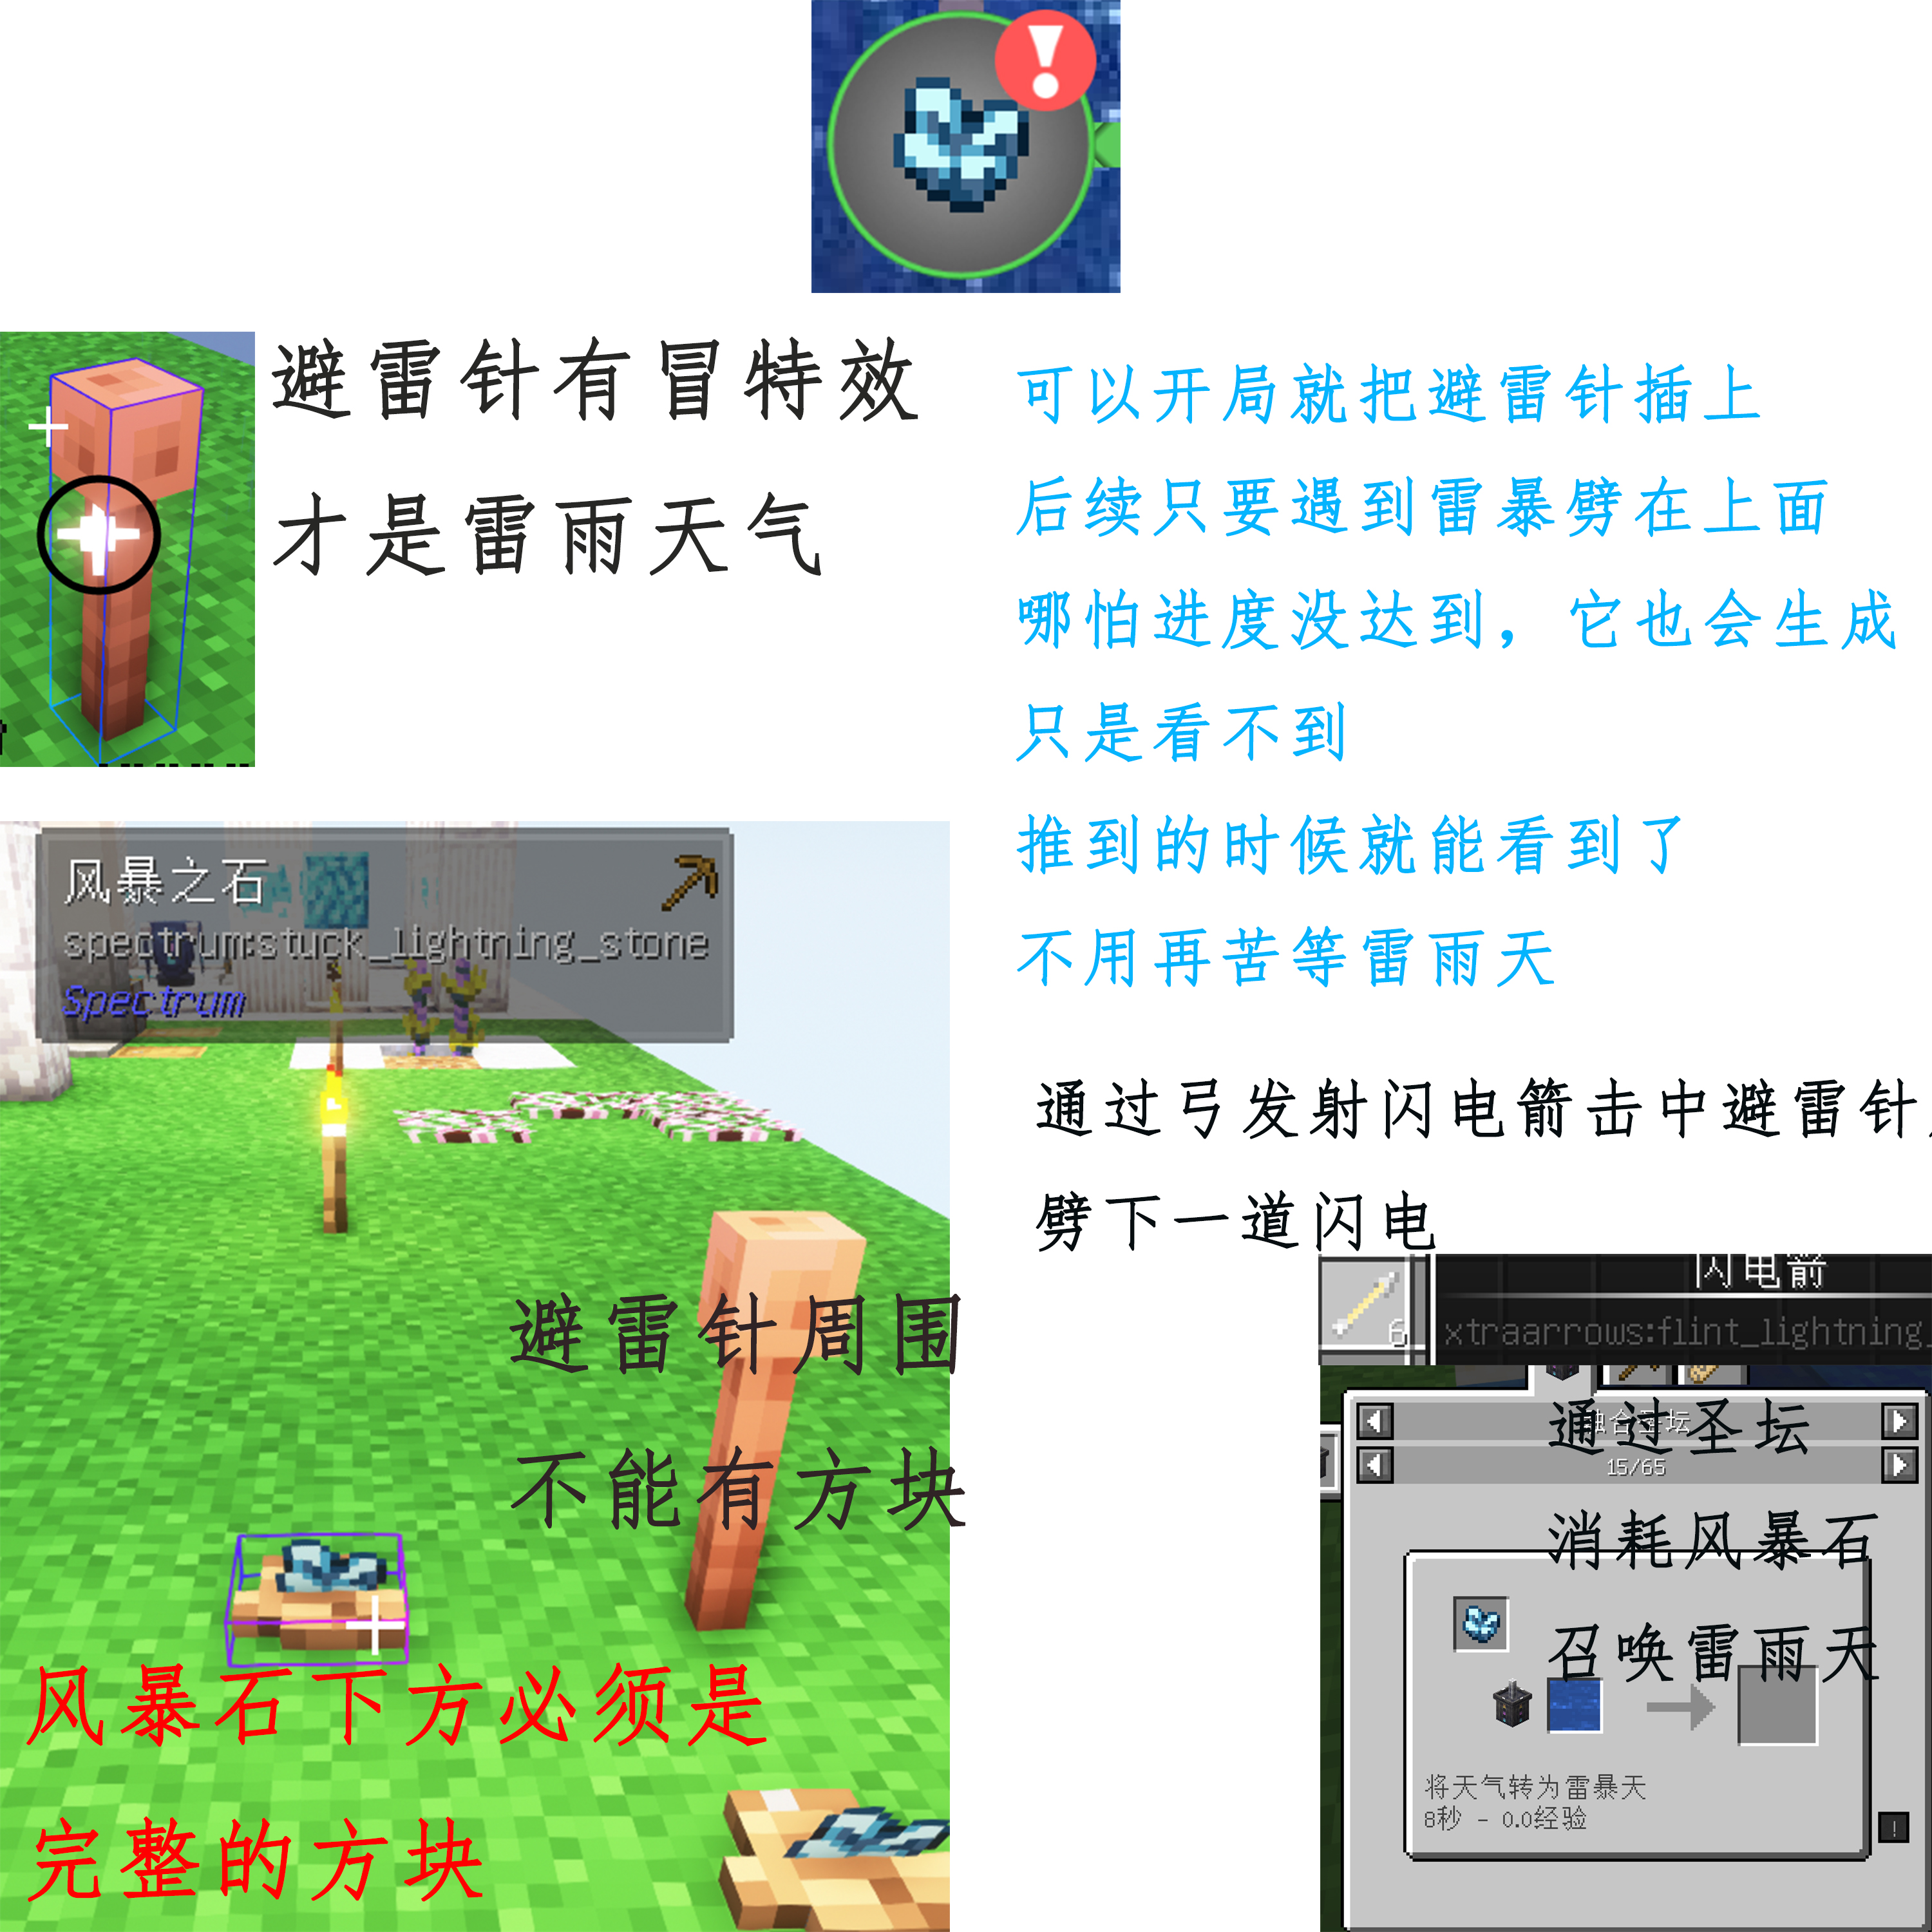 避雷针有冒特效
才是雷雨天气
可以开局就把避雷针插上
后续只要遇到雷暴劈在上面
哪怕进度没达到，它也会生成
只是看不到
推到的时候就能看到了
不用再苦等雷雨天
风暴之石
spectrum:stuck_lightning_stone
Spectrum
避雷针周围
不能有方块
风暴石下方必须是
完整的方块
通过弓发射闪电箭击中避雷针
劈下一道闪电
闪电箭
6
xtraarrows:flint_lightning_
融合圣坛
15/65
通过圣坛
消耗风暴石
召唤雷雨天
将天气转为雷暴天
8秒 - 0.0经验